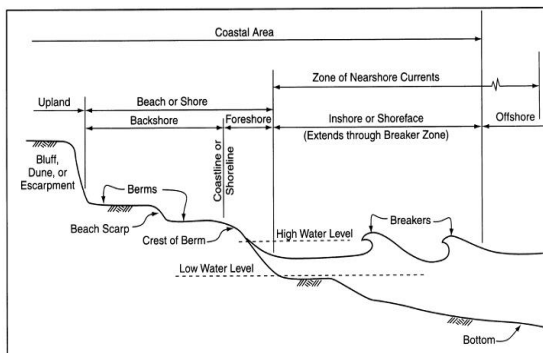 Coastal Area
Zone of Nearshore Currents
Upland
Beach or Shore
Backshore
Foreshore
Inshore or Shoreface
(Extends through Breaker Zone)
Offshore
Coastline or
Shoreline
Bluff,
Dune, or
Escarpment
Berms
Beach Scarp
Crest of Berm
High Water Level
Breakers
Low Water Level
Bottom